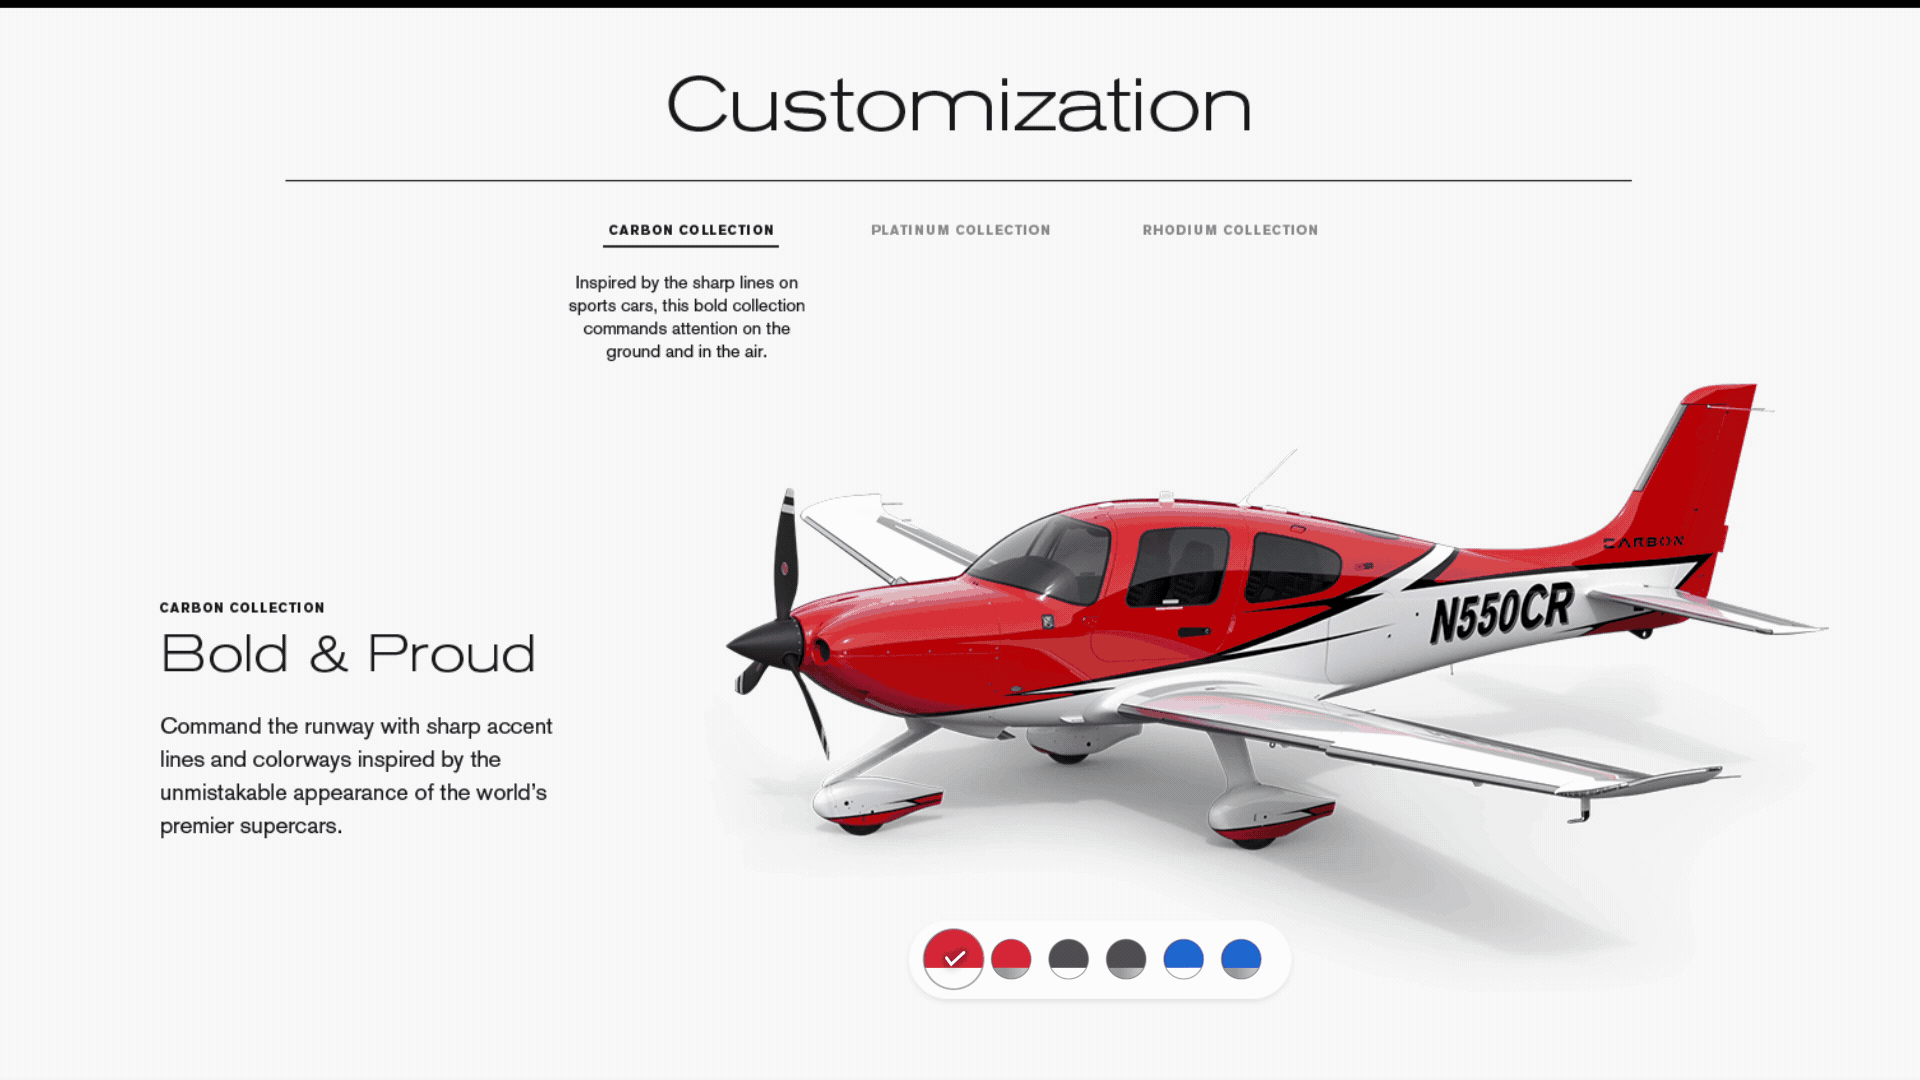 Customization
CARBON COLLECTION
PLATINUM COLLECTION
RHODIUM COLLECTION
Inspired by the sharp lines on
sports cars, this bold collection
commands attention on the
ground and in the air.
CARBON
N550CR
CARBON COLLECTION
Bold & Proud
Command the runway with sharp accent
lines and colorways inspired by the
unmistakable appearance of the world’s
premier supercars.